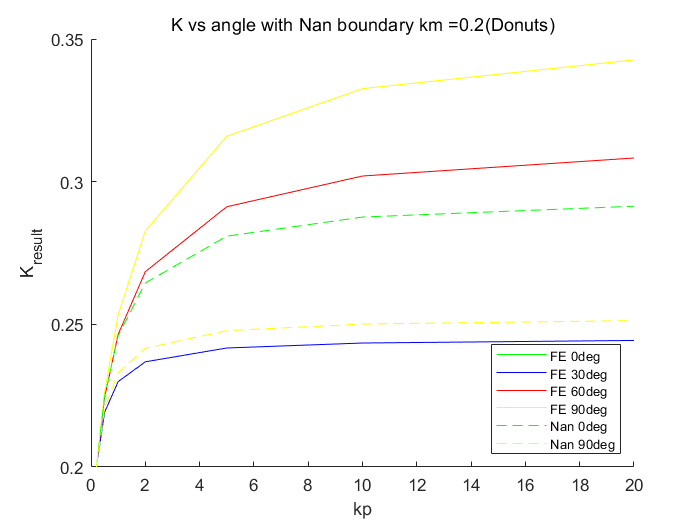 K vs angle with Nan boundary km =0.2(Donuts)
0.35
0.3
0.25
0.2
K_result
FE 0deg
FE 30deg
FE 60deg
FE 90deg
Nan 0deg
Nan 90deg
0 2 4 6 8 10 12 14 16 18 20
kp